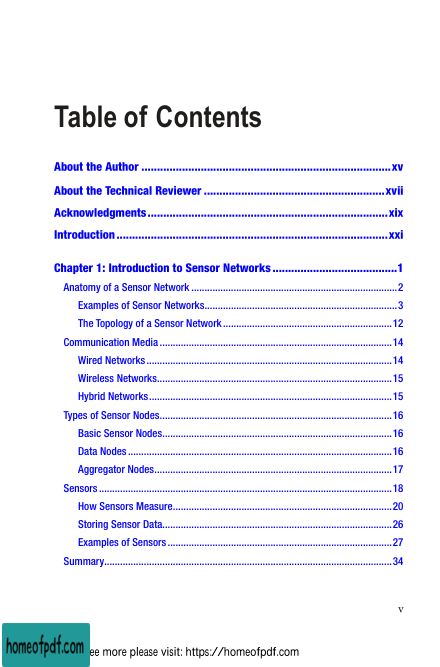 Table of Contents
About the Author ................................................................................xv
About the Technical Reviewer ..........................................................xvii
Acknowledgments.............................................................................xix
Introduction.......................................................................................xxi
Chapter 1: Introduction to Sensor Networks........................................1
Anatomy of a Sensor Network ...............................................................................2
Examples of Sensor Networks..........................................................................3
The Topology of a Sensor Network.................................................................12
Communication Media.........................................................................................14
Wired Networks..............................................................................................14
Wireless Networks.........................................................................................15
Hybrid Networks.............................................................................................15
Types of Sensor Nodes.........................................................................................16
Basic Sensor Nodes........................................................................................16
Data Nodes.....................................................................................................16
Aggregator Nodes...........................................................................................17
Sensors................................................................................................................18
How Sensors Measure....................................................................................20
Storing Sensor Data........................................................................................26
Examples of Sensors......................................................................................27
Summary..............................................................................................................34
v
homeofpdf.com
ee more please visit: https://homeofpdf.com